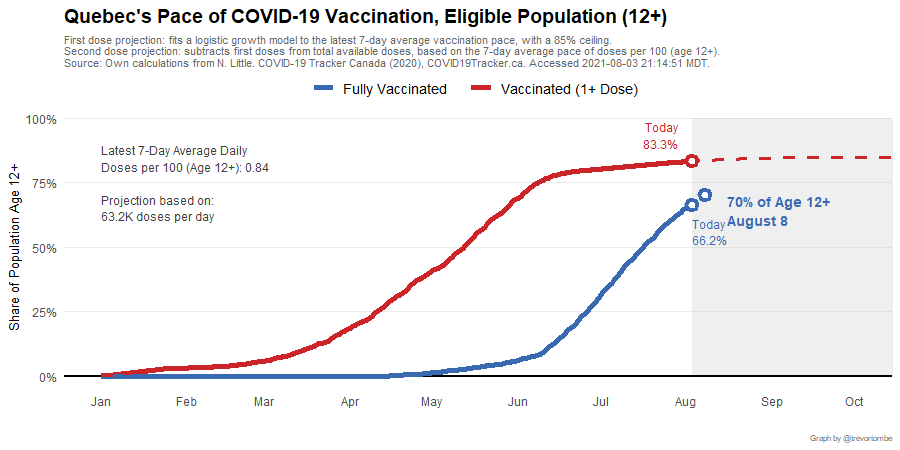 Quebec's Pace of COVID-19 Vaccination, Eligible Population (12+)
First dose projection: fits a logistic growth model to the latest 7-day average vaccination pace, with a 85% ceiling.
Second dose projection: subtracts first doses from total available doses, based on the 7-day average pace of doses per 100 (age 12+).
Source: Own calculations from N. Little. COVID-19 Tracker Canada (2020), COVID19Tracker.ca. Accessed 2021-08-03 21:14:51 MDT.
Fully Vaccinated
Vaccinated (1+ Dose)
Share of Population Age 12+
100%
75%
50%
25%
0%
Latest 7-Day Average Daily
Doses per 100 (Age 12+): 0.84
Projection based on:
63.2K doses per day
Today
83.3%
70% of Age 12+
August 8
Today
66.2%
Jan Feb Mar Apr May Jun Jul Aug Sep Oct
Graph by @trevortombe